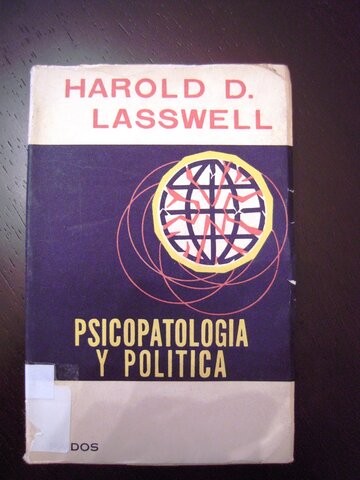 HAROLD D.
LASSWELL
PSICOPATOLOGIA
Y POLITICA
DOS